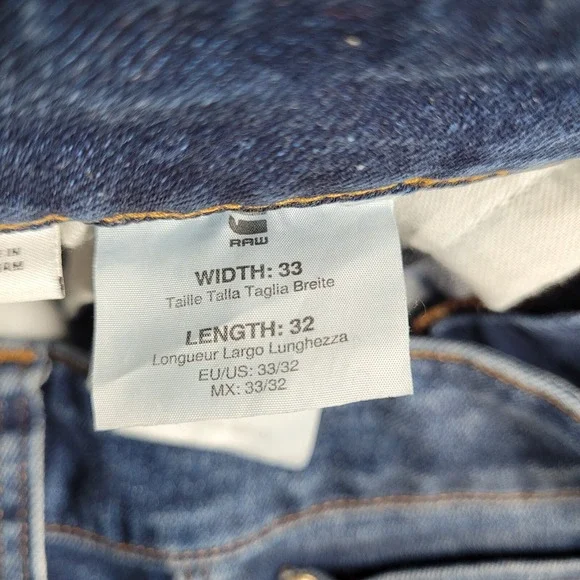 RAW
WIDTH: 33
Taille Talla Taglia Breite
LENGTH: 32
Longueur Largo Lunghezza
EU/US: 33/32
MX: 33/32
IN